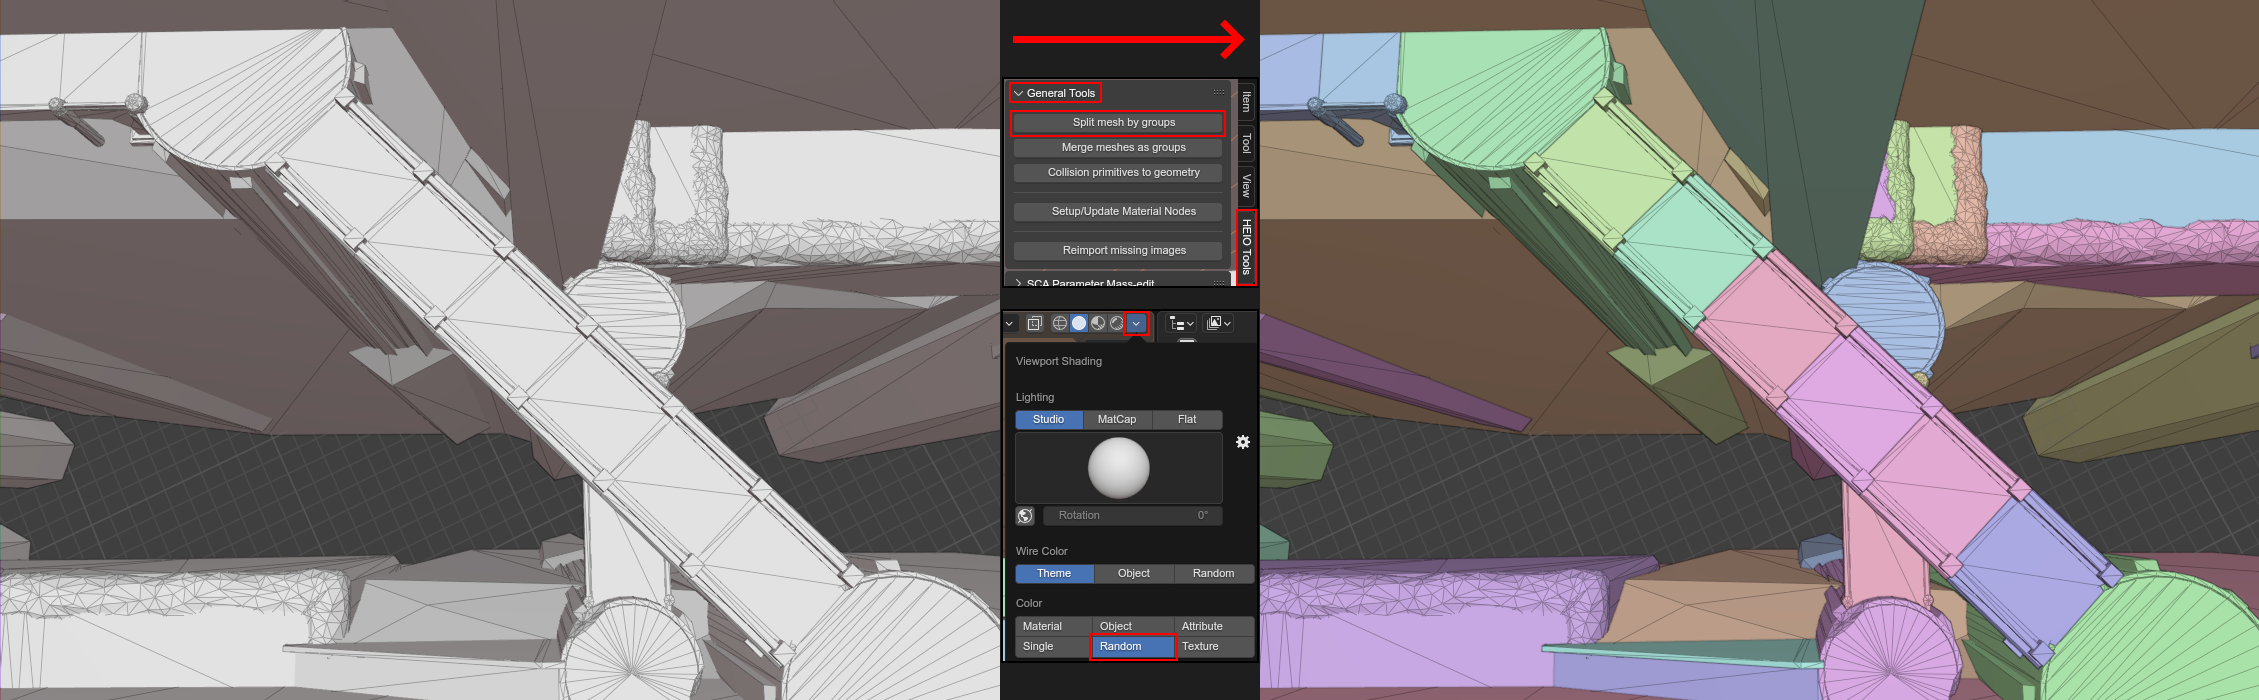 General Tools
Split mesh by groups
Merge meshes as groups
Collision primitives to geometry
Setup/Update Material Nodes
Reimport missing images
SCA Parameter Mass-edit
Item
Tool
View
HEIO Tools
Viewport Shading
Lighting
Studio MatCap Flat
Rotation 0°
Wire Color
Theme Object Random
Color
Material Object Attribute
Single Random Texture